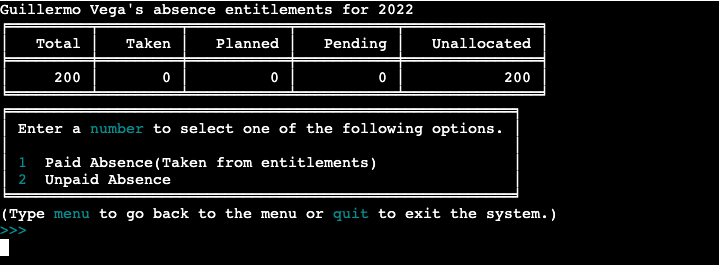 Guillermo Vega's absence entitlements for 2022
Total Taken Planned Pending Unallocated
200 0 0 0 200
Enter a number to select one of the following options.
1 Paid Absence(Taken from entitlements)
2 Unpaid Absence
(Type menu to go back to the menu or quit to exit the system.)
>>>